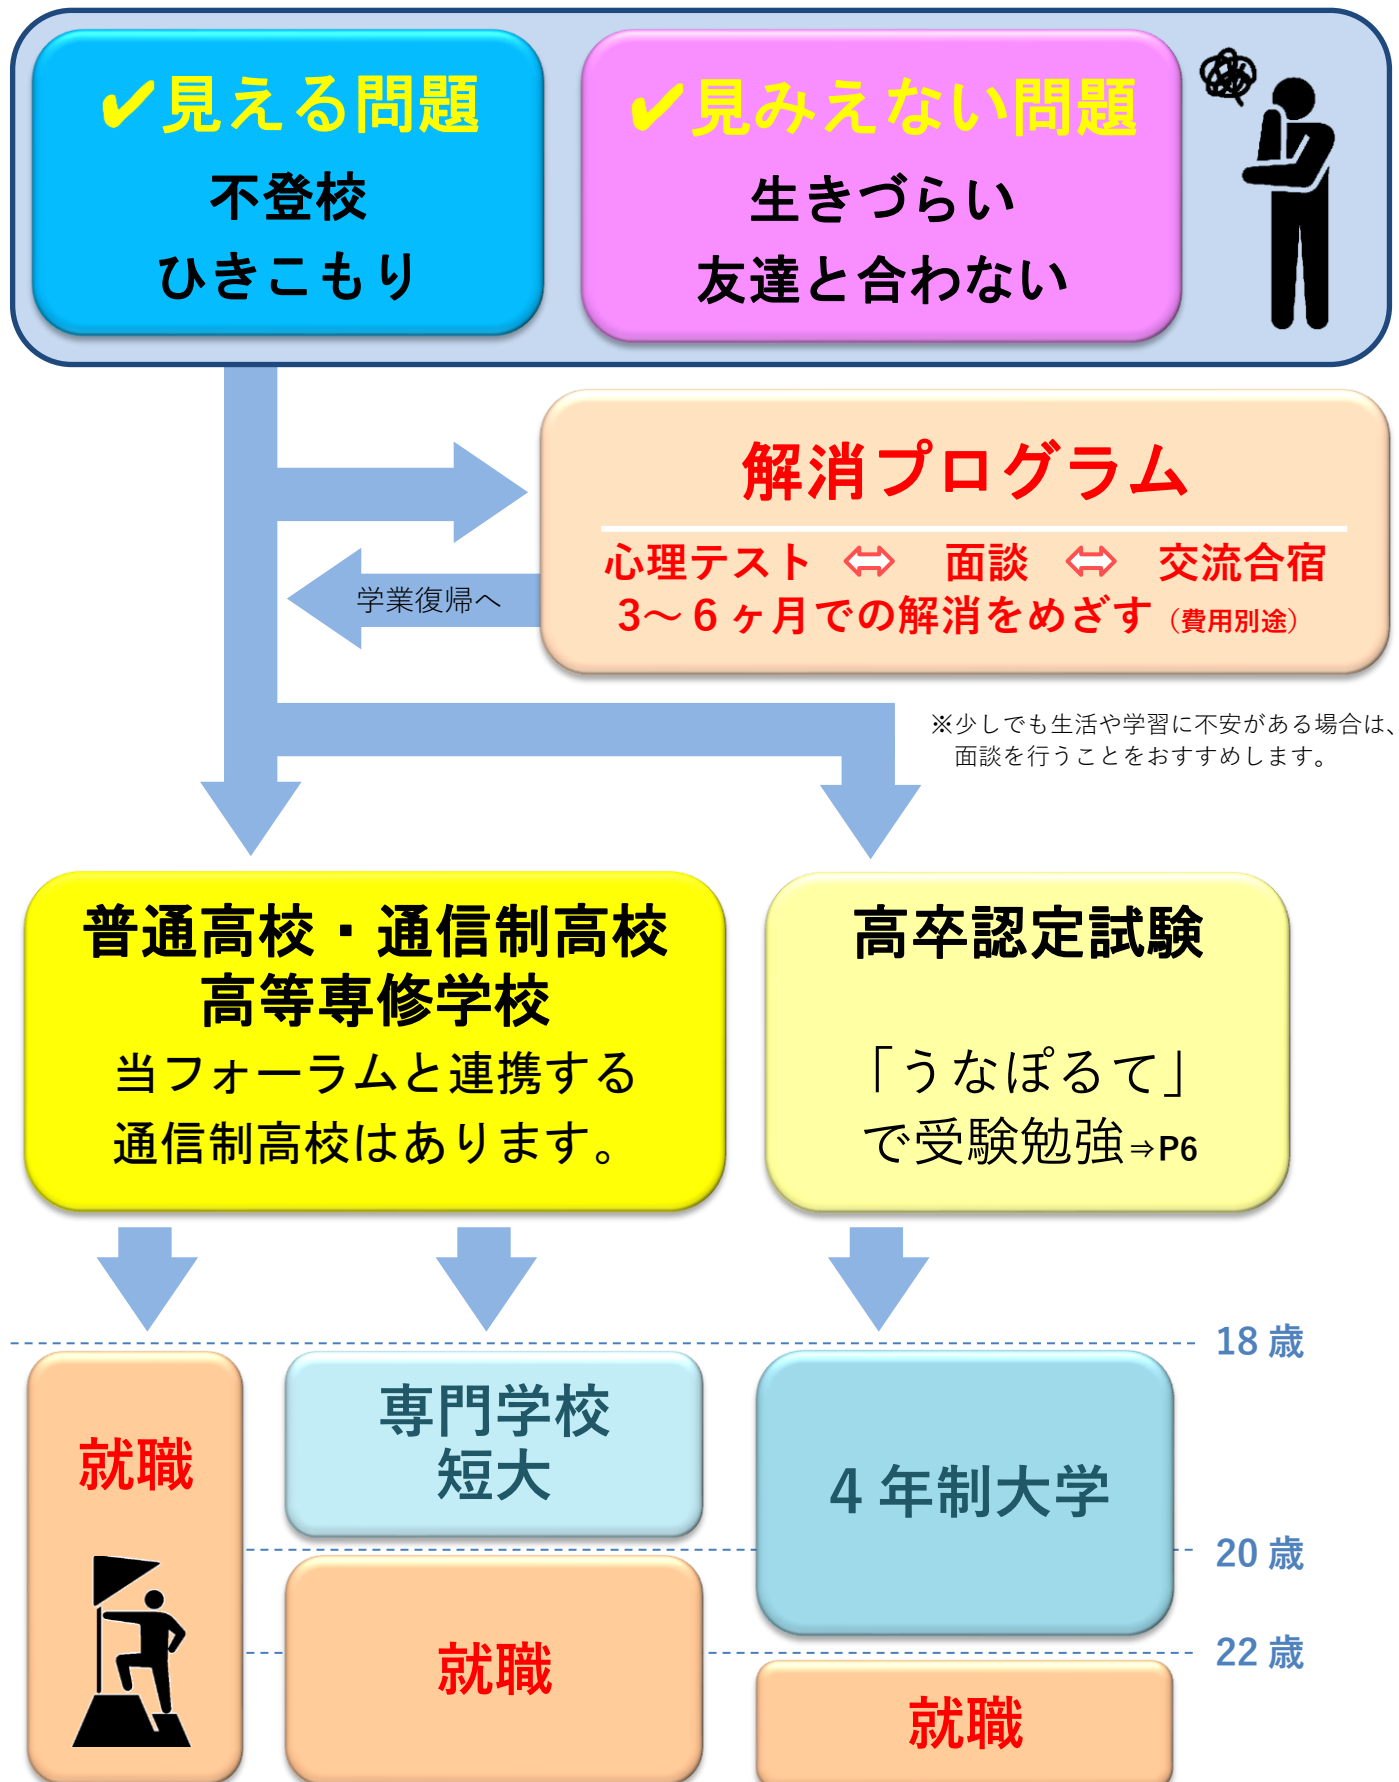 ✔見える問題
不登校
ひきこもり
✔見みえない問題
生きづらい
友達と合わない
解消プログラム
心理テスト ⇔ 面談 ⇔ 交流合宿
3～６ヶ月での解消をめざす（費用別途）
学業復帰へ
※少しでも生活や学習に不安がある場合は、
面談を行うことをおすすめします。
普通高校・通信制高校
高等専修学校
当フォーラムと連携する
通信制高校はあります。
高卒認定試験
「うなぽるて」
で受験勉強⇒P6
18 歳
就職
専門学校
短大
４年制大学
20 歳
就職
22 歳
就職